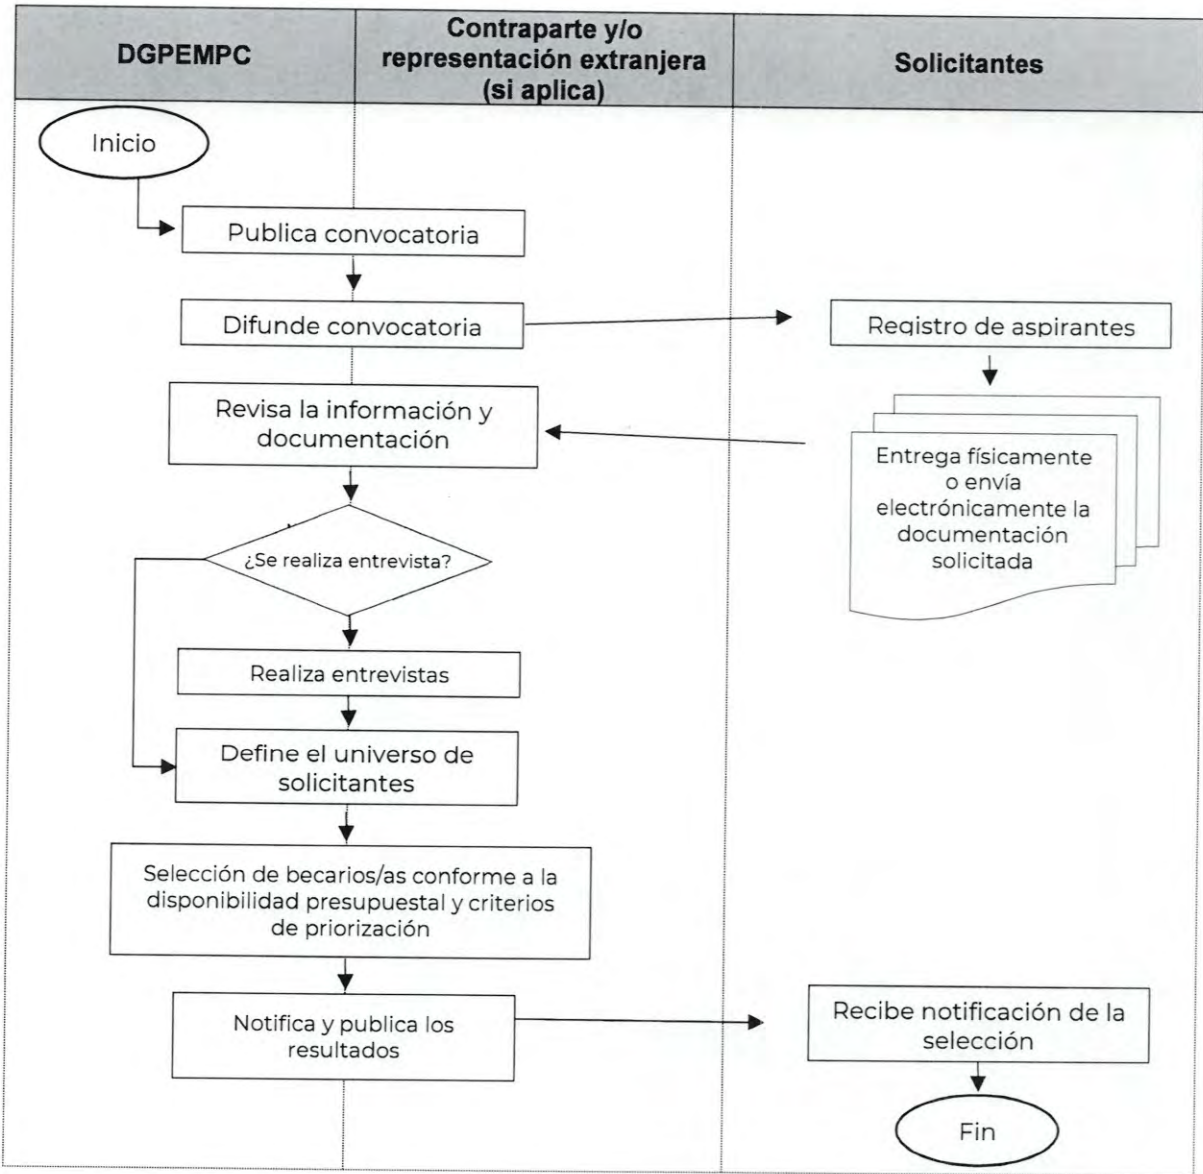 DGPEMPC
Contraparte y/o
representación extranjera
(si aplica)
Solicitantes
Inicio
Publica convocatoria
Difunde convocatoria
Registro de aspirantes
Revisa la información y
documentación
Entrega físicamente
o envía
electrónicamente la
documentación
solicitada
¿Se realiza entrevista?
Realiza entrevistas
Define el universo de
solicitantes
Selección de becarios/as conforme a la
disponibilidad presupuestal y criterios
de priorización
Notifica y publica los
resultados
Recibe notificación de la
selección
Fin